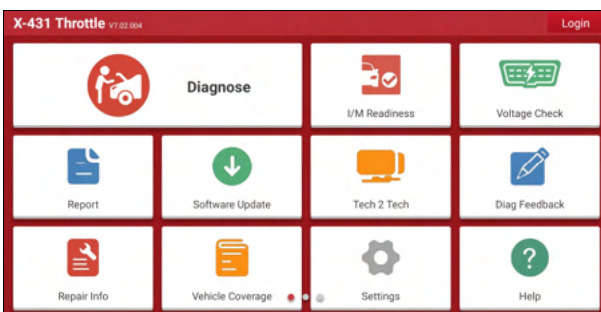 X-431 Throttle V7.02.004
Login
Diagnose
I/M Readiness
Voltage Check
Report
Software Update
Tech 2 Tech
Diag Feedback
Repair Info
Vehicle Coverage
Settings
?
Help